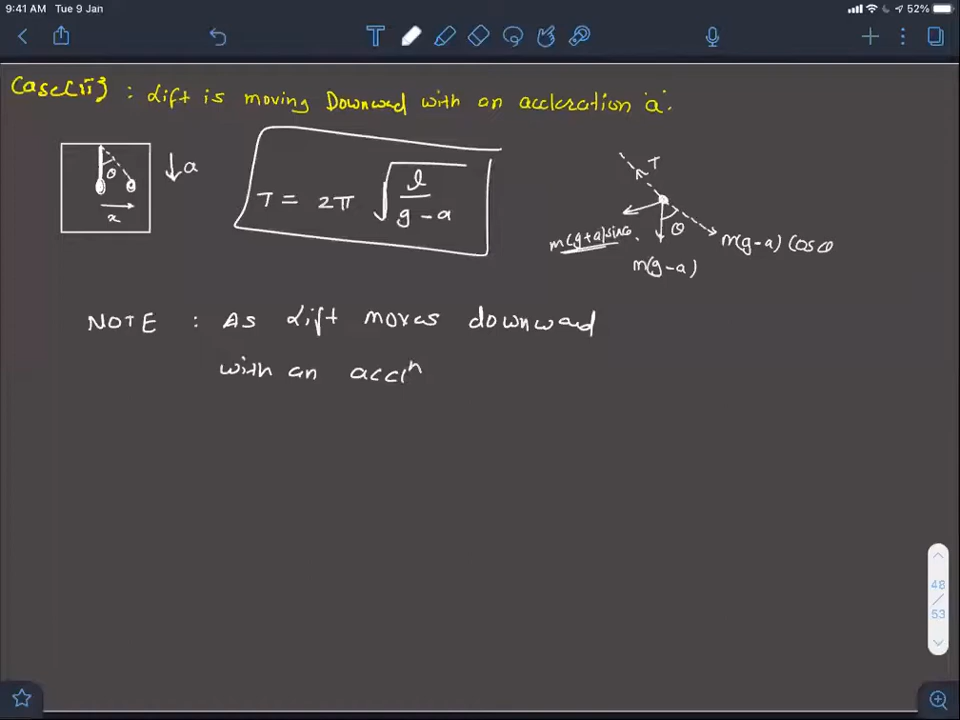 9:41 AM Tue 9 Jan
52%
Case(ii) : Lift is moving Downward with an accleration 'a'.
θ
x
↓ a
T = 2π √(l / g - a)
T
θ
m(g+a)sinθ.
m(g-a) cosθ
m(g-a)
NOTE : As Lift moves downward
with an accⁿ
48
/
53